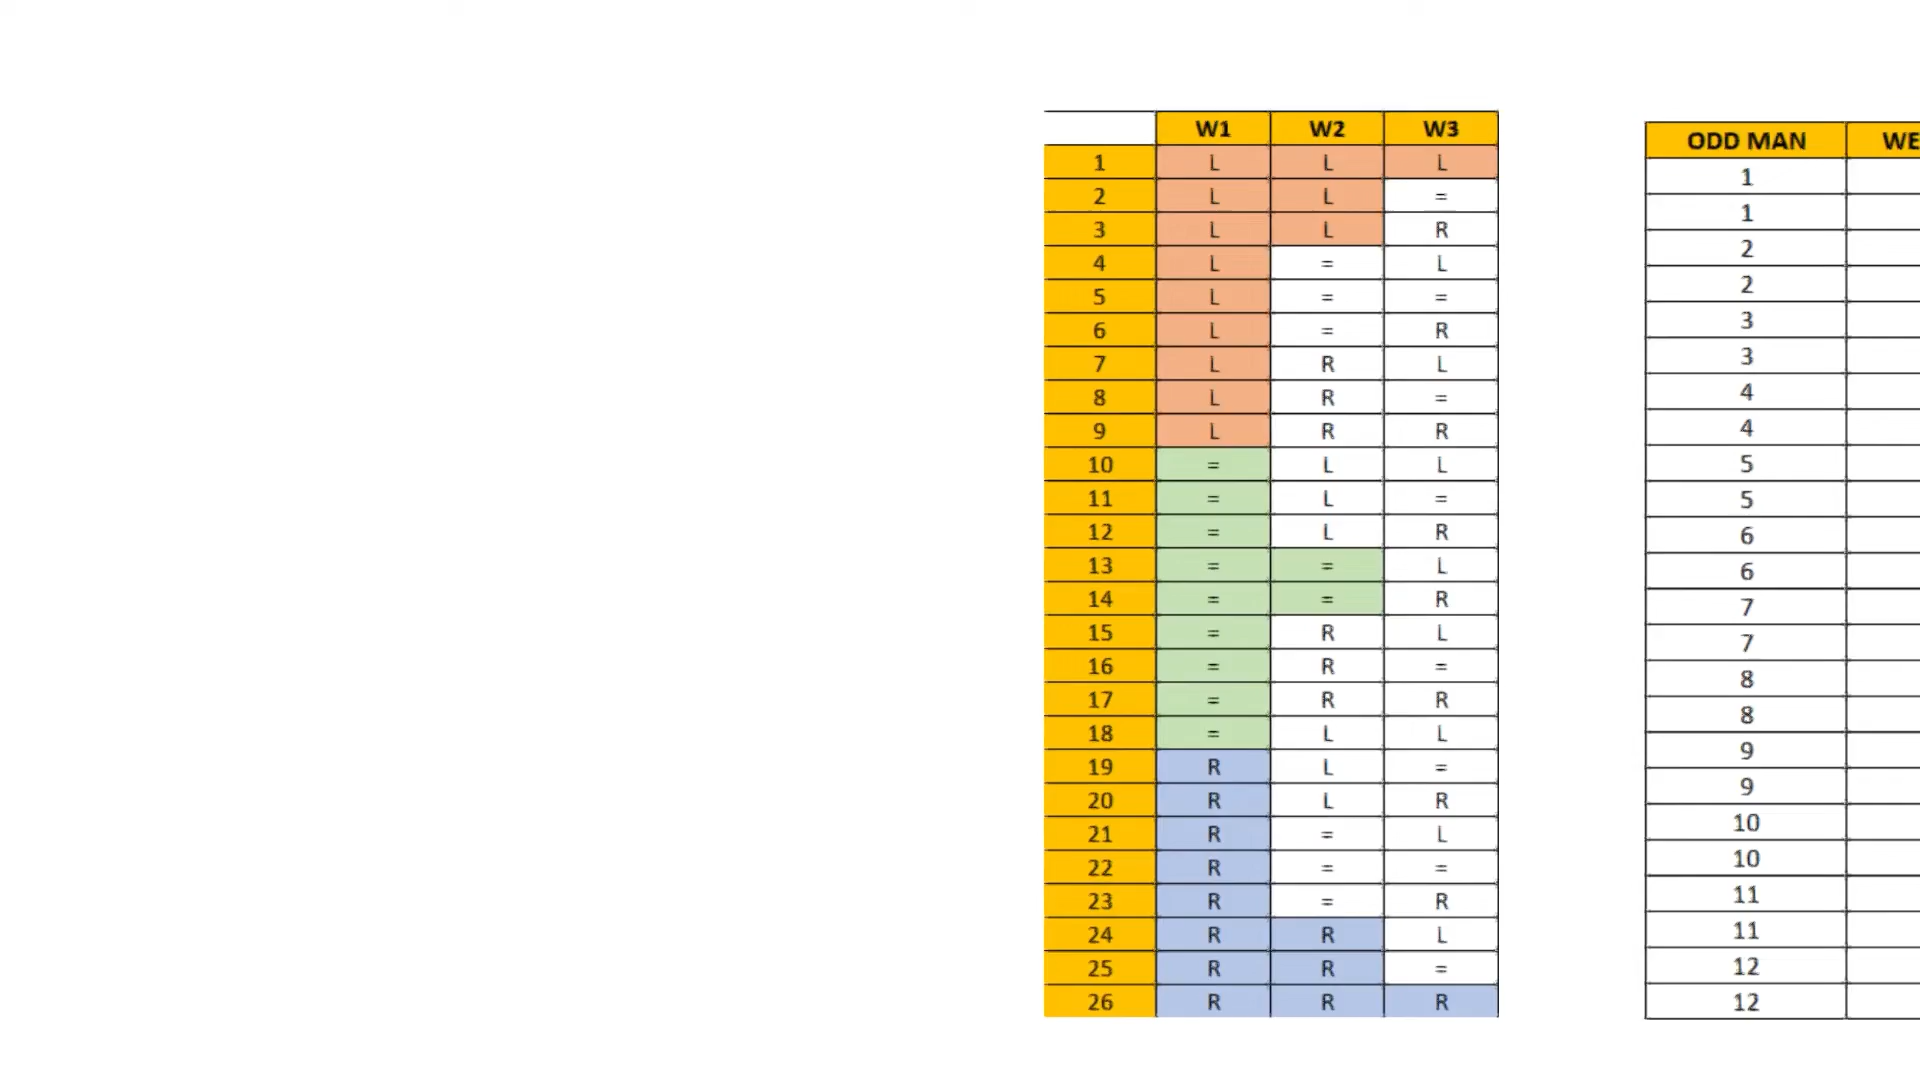 W1 W2 W3
1 L L L
2 L L =
3 L L R
4 L = L
5 L = =
6 L = R
7 L R L
8 L R =
9 L R R
10 = L L
11 = L =
12 = L R
13 = = L
14 = = R
15 = R L
16 = R =
17 = R R
18 = L L
19 R L =
20 R L R
21 R = L
22 R = =
23 R = R
24 R R L
25 R R =
26 R R R
ODD MAN WE
1
1
2
2
3
3
4
4
5
5
6
6
7
7
8
8
9
9
10
10
11
11
12
12